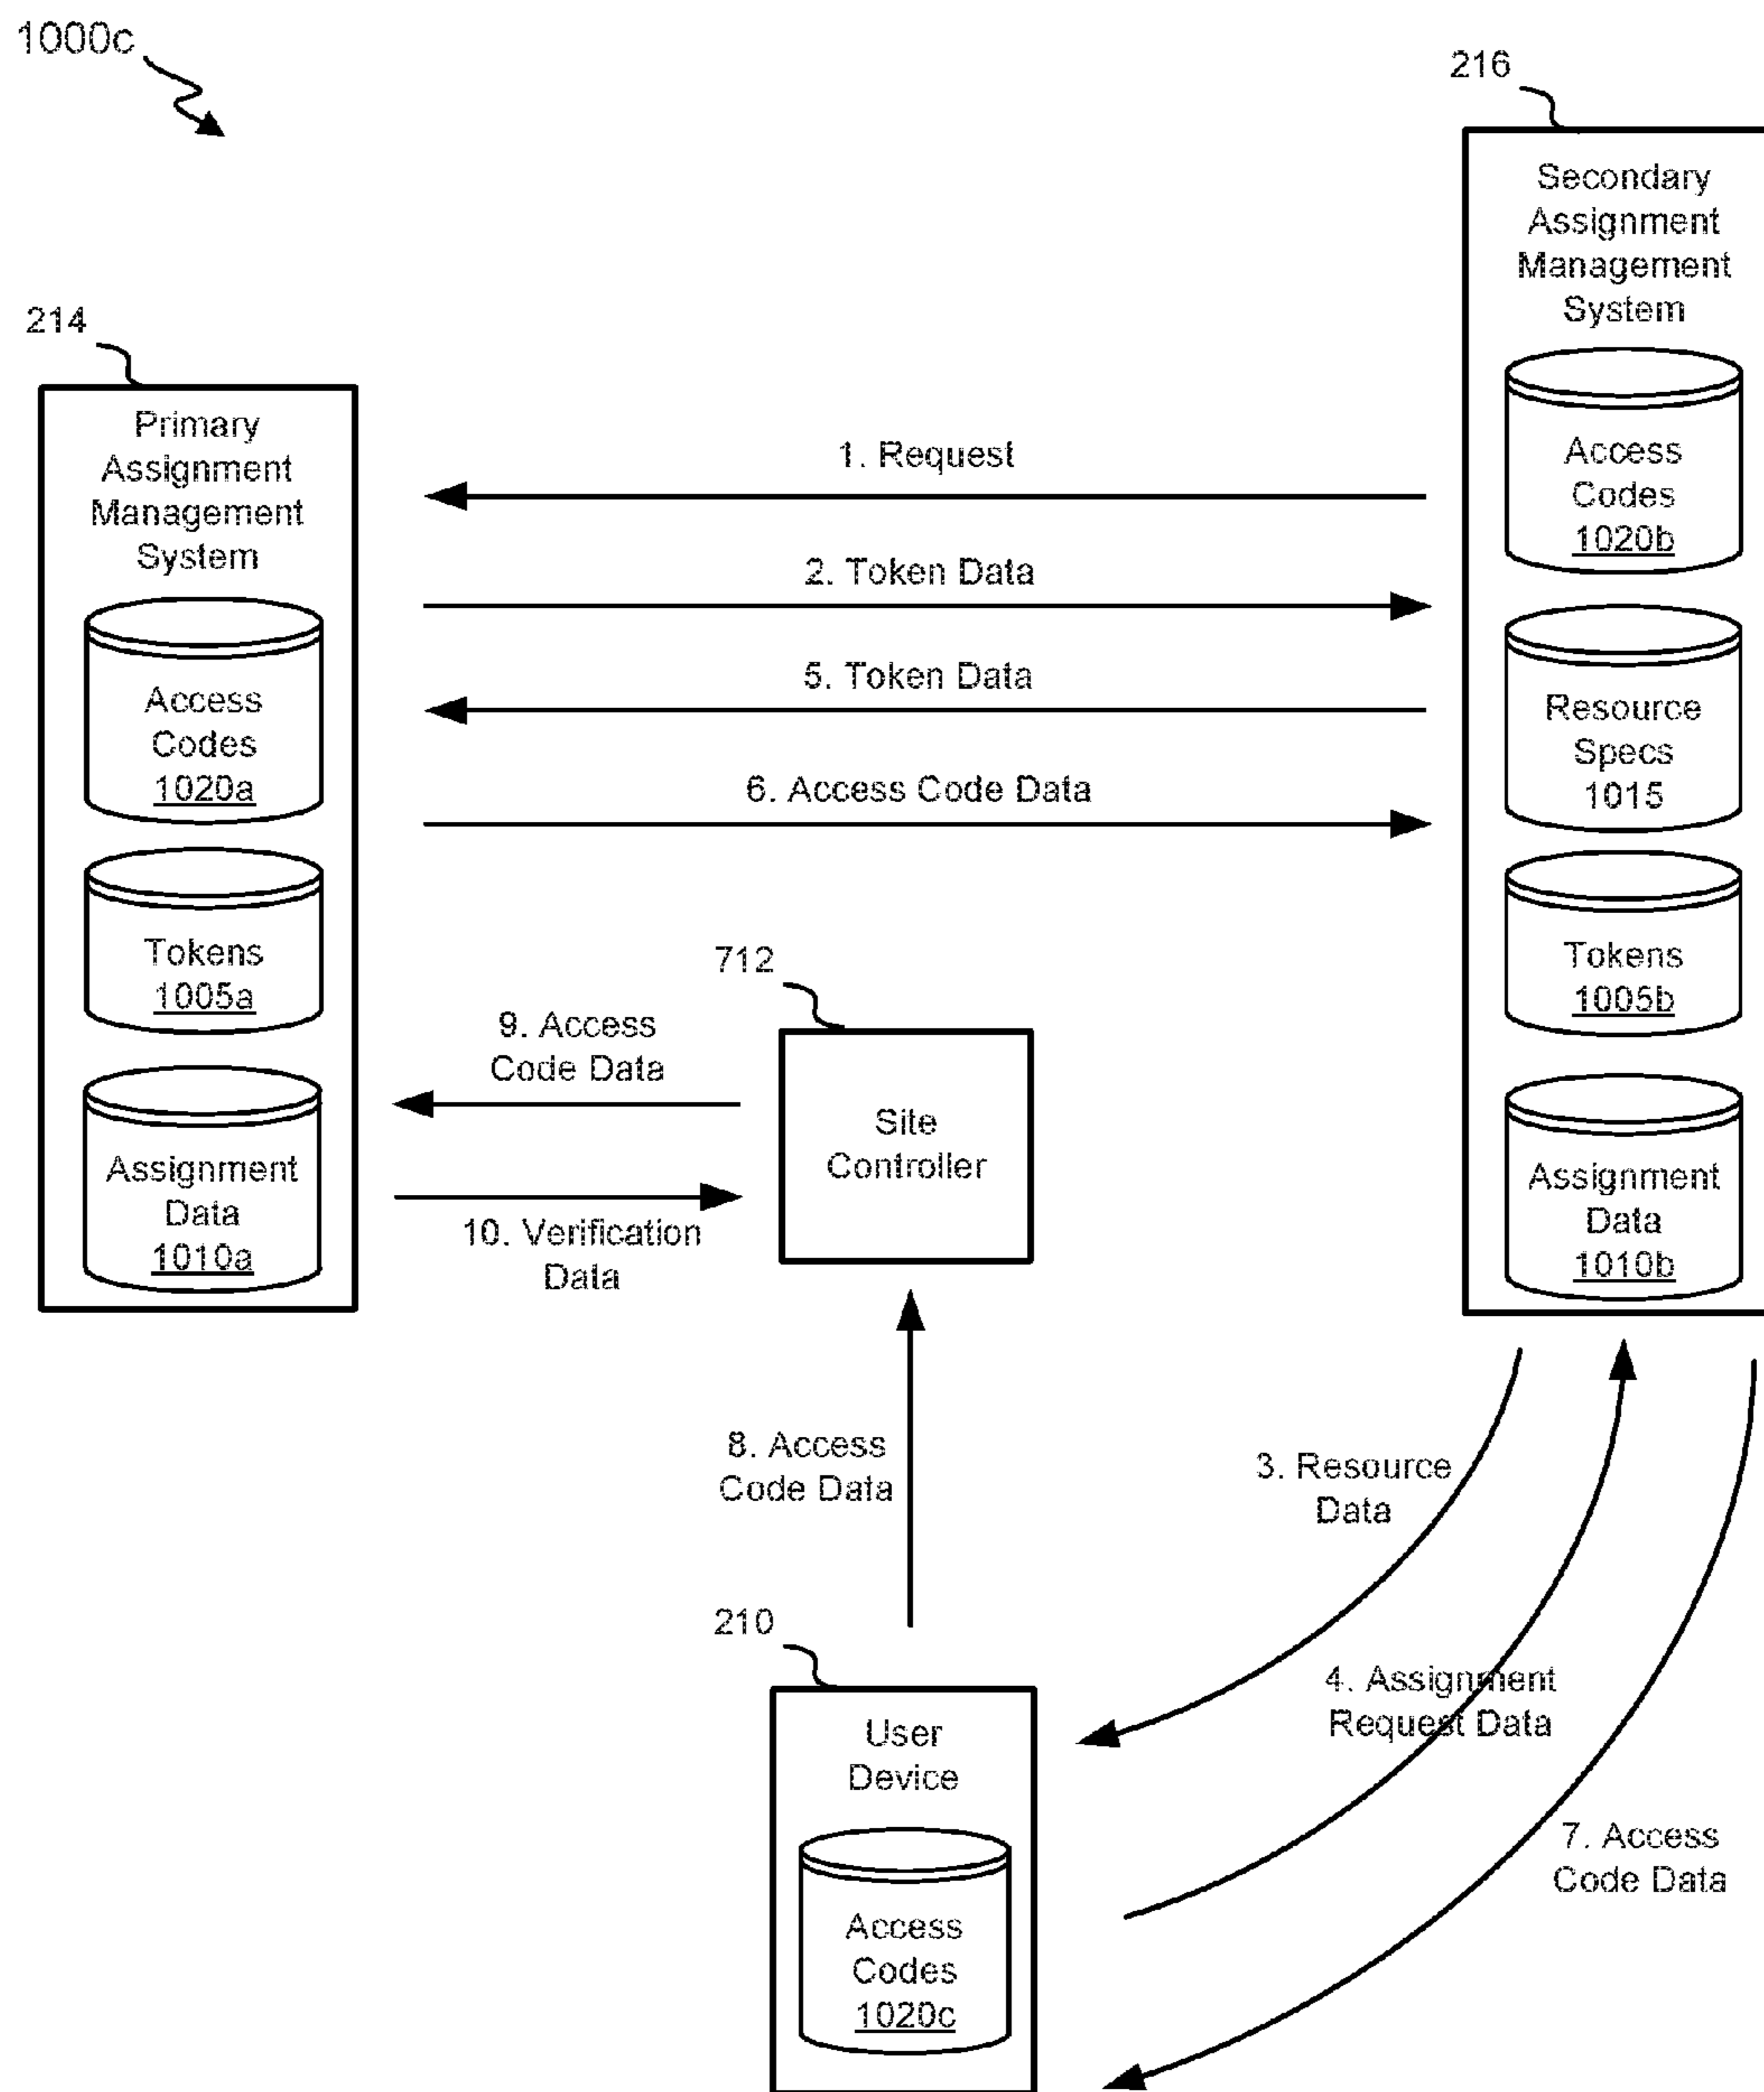 1000c
216
Secondary
Assignment
Management
System
Access
Codes
1020b
Resource
Specs
1015
Tokens
1005b
Assignment
Data
1010b
214
Primary
Assignment
Management
System
Access
Codes
1020a
Tokens
1005a
Assignment
Data
1010a
1. Request
2. Token Data
5. Token Data
6. Access Code Data
712
Site
Controller
9. Access
Code Data
10. Verification
Data
8. Access
Code Data
3. Resource
Data
4. Assignment
Request Data
7. Access
Code Data
210
User
Device
Access
Codes
1020c